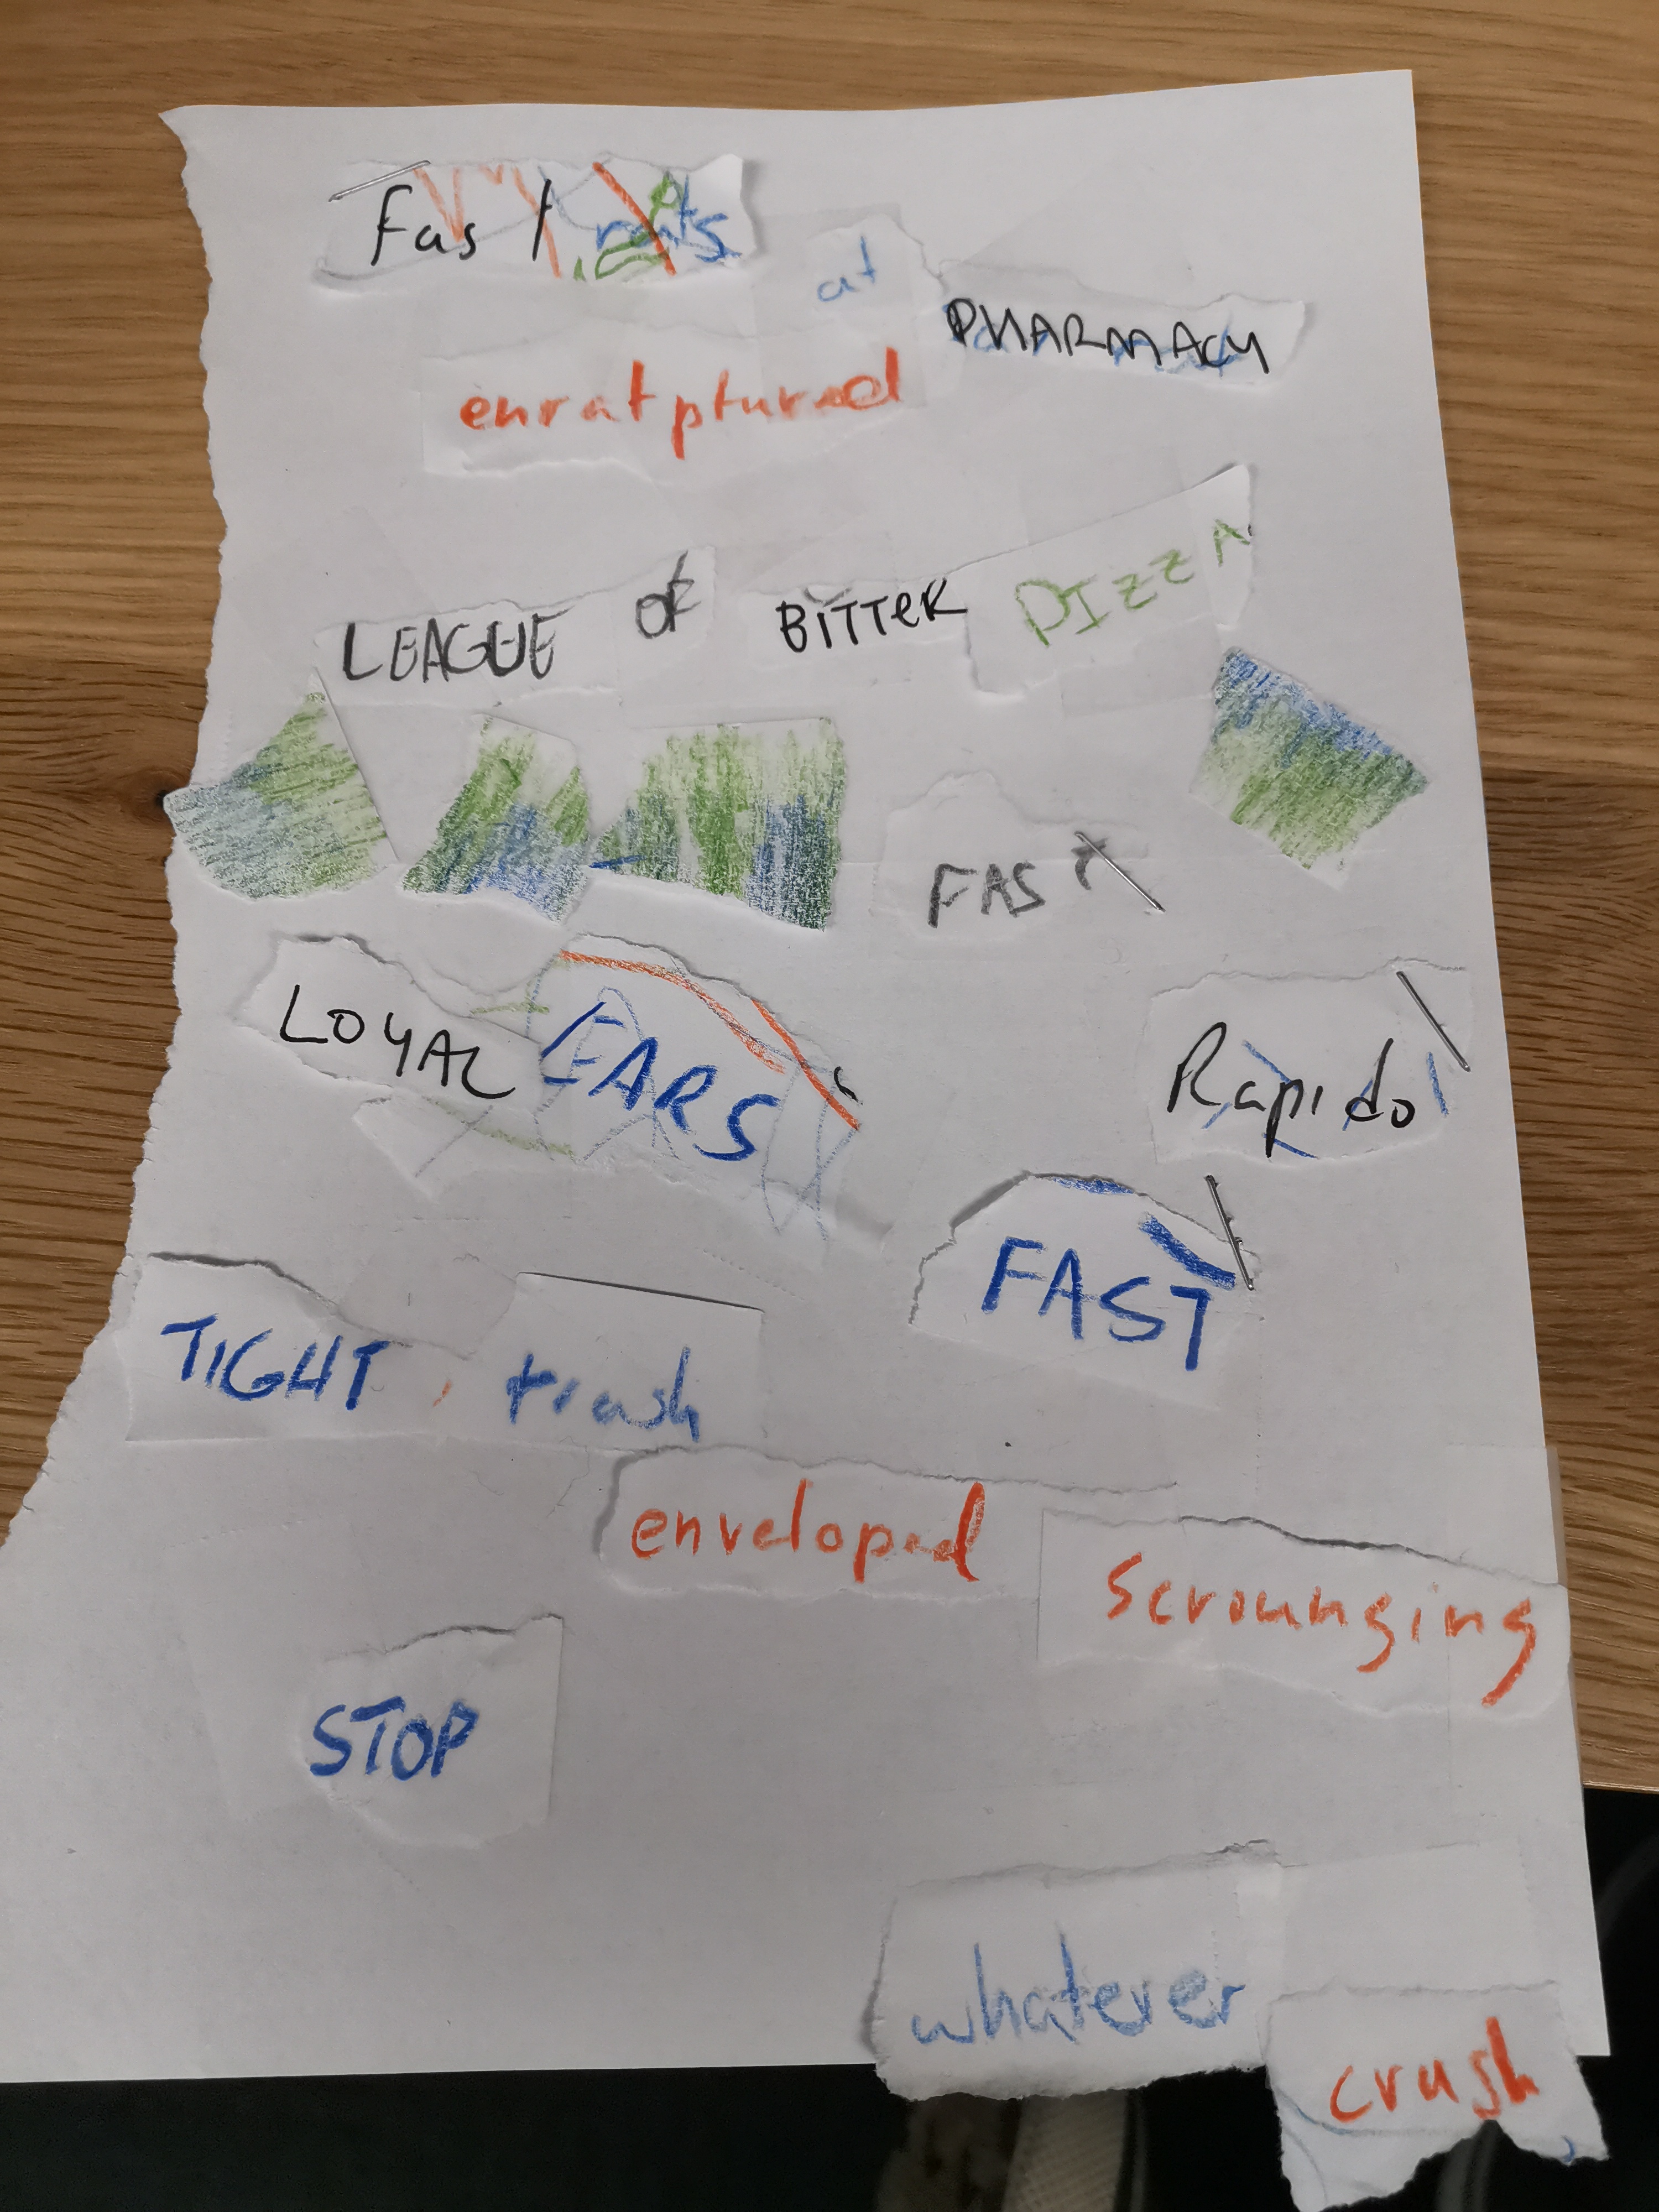 Fast
at PHARMACY
enratptured
LEAGUE OF BITTER PIZZA
FAST
LOYAL EARS
Rapido
FAST
TIGHT trash
enveloped
scrounging
STOP
whatever
crush